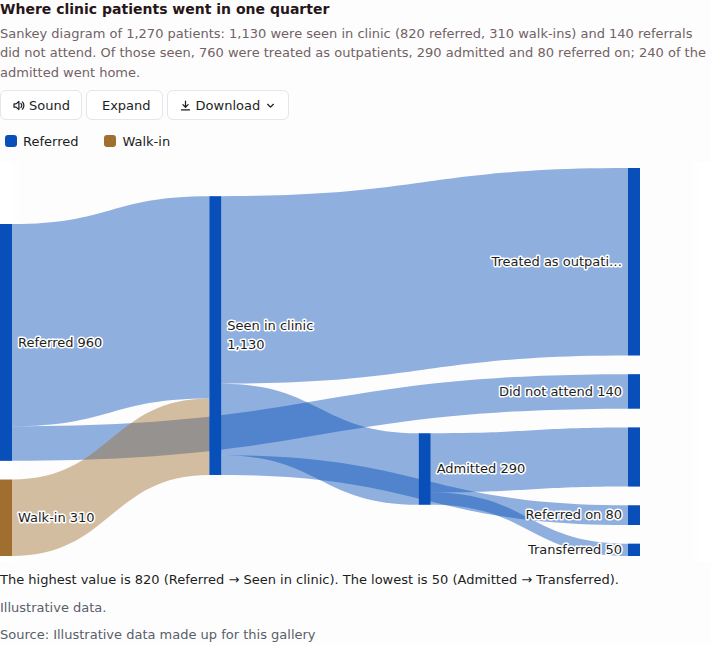 Where clinic patients went in one quarter
Sankey diagram of 1,270 patients: 1,130 were seen in clinic (820 referred, 310 walk-ins) and 140 referrals
did not attend. Of those seen, 760 were treated as outpatients, 290 admitted and 80 referred on; 240 of the
admitted went home.
Sound Expand Download
Referred Walk-in
Treated as outpati…
Seen in clinic
1,130
Referred 960
Did not attend 140
Admitted 290
Referred on 80
Walk-in 310
Transferred 50
The highest value is 820 (Referred → Seen in clinic). The lowest is 50 (Admitted → Transferred).
Illustrative data.
Source: Illustrative data made up for this gallery